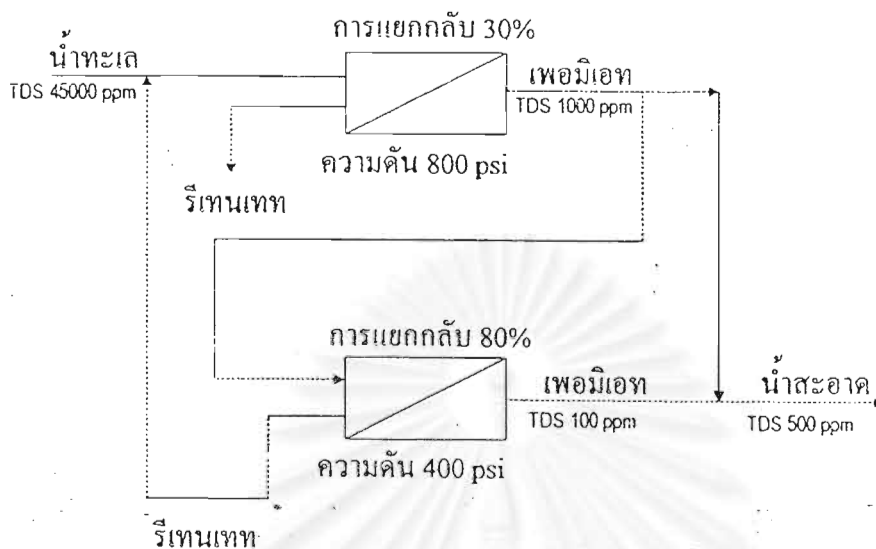 การแยกกลับ 30%
น้ำทะเล
TDS 45000 ppm
เพอมิเอท
TDS 1000 ppm
ความดัน 800 psi
รีเทนเทท
การแยกกลับ 80%
เพอมิเอท
TDS 100 ppm
น้ำสะอาด
TDS 500 ppm
ความดัน 400 psi
รีเทนเทท